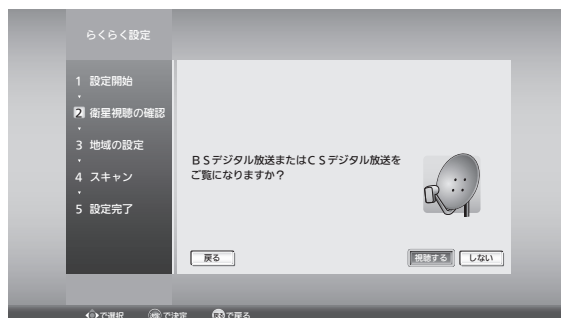 らくらく設定
1 設定開始
2 衛星視聴の確認
3 地域の設定
4 スキャン
5 設定完了
BSデジタル放送またはCSデジタル放送を
ご覧になりますか?
戻る
視聴する
しない
で選択 決定で決定 戻るで戻る